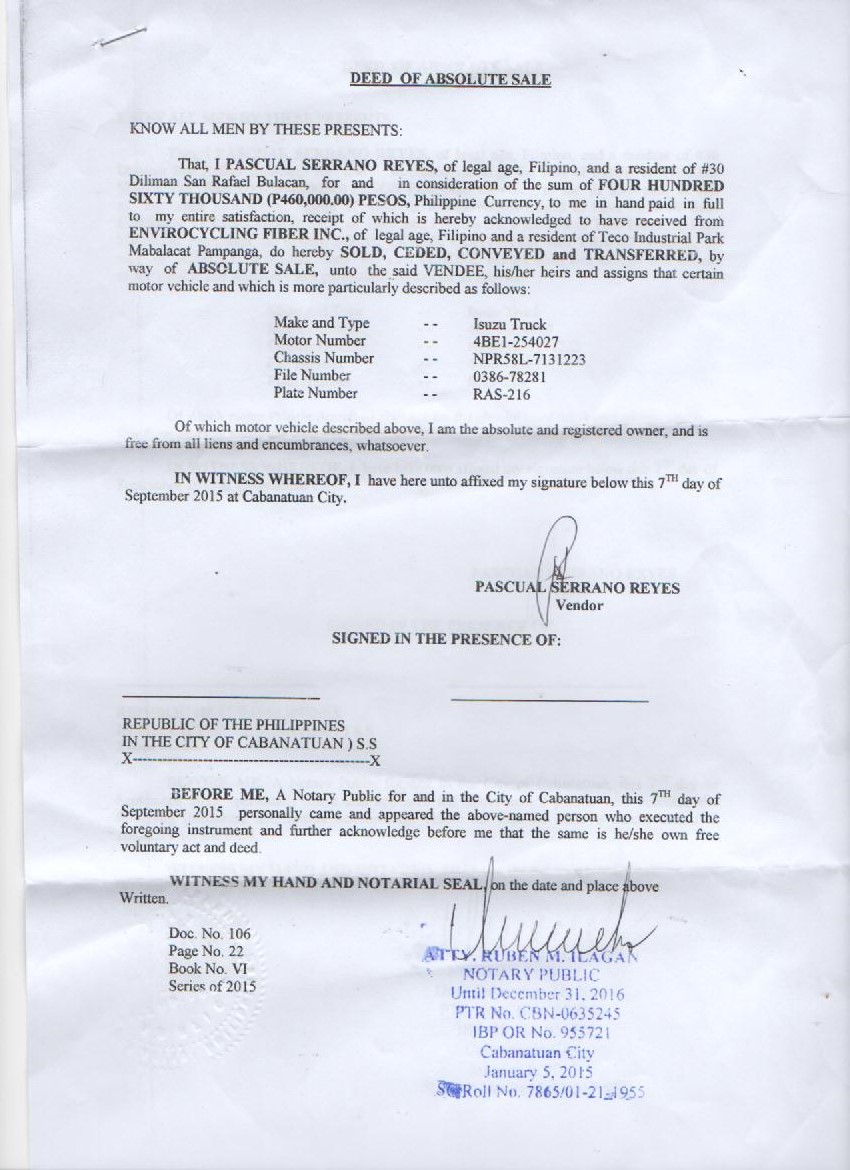 DEED OF ABSOLUTE SALE
KNOW ALL MEN BY THESE PRESENTS:
That, I PASCUAL SERRANO REYES, of legal age, Filipino, and a resident of #30
Diliman San Rafael Bulacan, for and in consideration of the sum of FOUR HUNDRED
SIXTY THOUSAND (P460,000.00) PESOS, Philippine Currency, to me in hand paid in full
to my entire satisfaction, receipt of which is hereby acknowledged to have received from
ENVIROCYCLING FIBER INC., of legal age, Filipino and a resident of Teco Industrial Park
Mabalacat Pampanga, do hereby SOLD, CEDED, CONVEYED and TRANSFERRED, by
way of ABSOLUTE SALE, unto the said VENDEE, his/her heirs and assigns that certain
motor vehicle and which is more particularly described as follows:
Make and Type -- Isuzu Truck
Motor Number -- 4BE1-254027
Chassis Number -- NPR58L-7131223
File Number -- 0386-78281
Plate Number -- RAS-216
Of which motor vehicle described above, I am the absolute and registered owner, and is
free from all liens and encumbrances, whatsoever.
IN WITNESS WHEREOF, I have here unto affixed my signature below this 7TH day of
September 2015 at Cabanatuan City.
PASCUAL SERRANO REYES
Vendor
SIGNED IN THE PRESENCE OF:
REPUBLIC OF THE PHILIPPINES
IN THE CITY OF CABANATUAN ) S.S
X-------------------------------------------X
BEFORE ME, A Notary Public for and in the City of Cabanatuan, this 7TH day of
September 2015 personally came and appeared the above-named person who executed the
foregoing instrument and further acknowledge before me that the same is he/she own free
voluntary act and deed.
WITNESS MY HAND AND NOTARIAL SEAL, on the date and place above
Written.
Doc. No. 106
Page No. 22
Book No. VI
Series of 2015
ATTY. RUBEN M. ILAGAN
NOTARY PUBLIC
Until December 31, 2016
PTR No. CBN-0635245
IBP OR No. 955721
Cabanatuan City
January 5, 2015
Roll No. 7865/01-21-1955